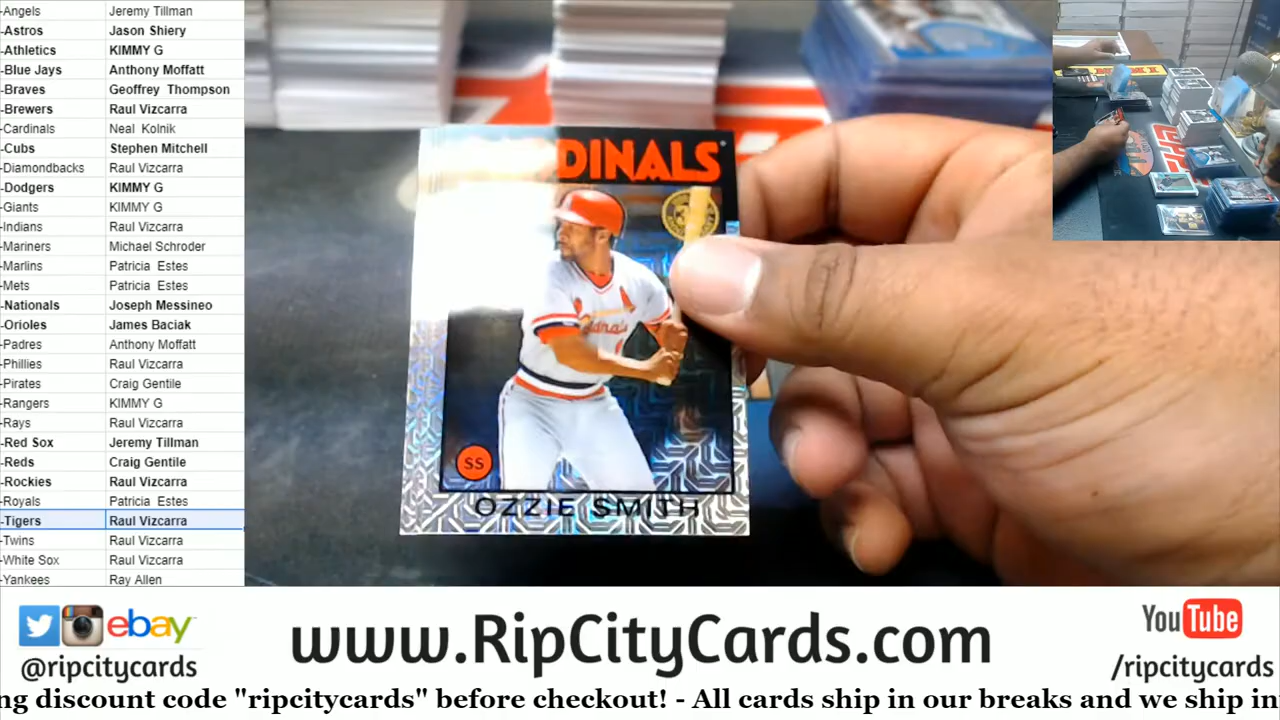 -Angels Jeremy Tillman
-Astros Jason Shiery
-Athletics KIMMY G
-Blue Jays Anthony Moffatt
-Braves Geoffrey Thompson
-Brewers Raul Vizcarra
-Cardinals Neal Kolnik
-Cubs Stephen Mitchell
-Diamondbacks Raul Vizcarra
-Dodgers KIMMY G
-Giants KIMMY G
-Indians Raul Vizcarra
-Mariners Michael Schroder
-Marlins Patricia Estes
-Mets Patricia Estes
-Nationals Joseph Messineo
-Orioles James Baciak
-Padres Anthony Moffatt
-Phillies Raul Vizcarra
-Pirates Craig Gentile
-Rangers KIMMY G
-Rays Raul Vizcarra
-Red Sox Jeremy Tillman
-Reds Craig Gentile
-Rockies Raul Vizcarra
-Royals Patricia Estes
-Tigers Raul Vizcarra
-Twins Raul Vizcarra
-White Sox Raul Vizcarra
-Yankees Ray Allen
DINALS
SS
OZZIE SMITH
ebay
@ripcitycards
www.RipCityCards.com
YouTube
/ripcitycards
ng discount code "ripcitycards" before checkout! - All cards ship in our breaks and we ship in